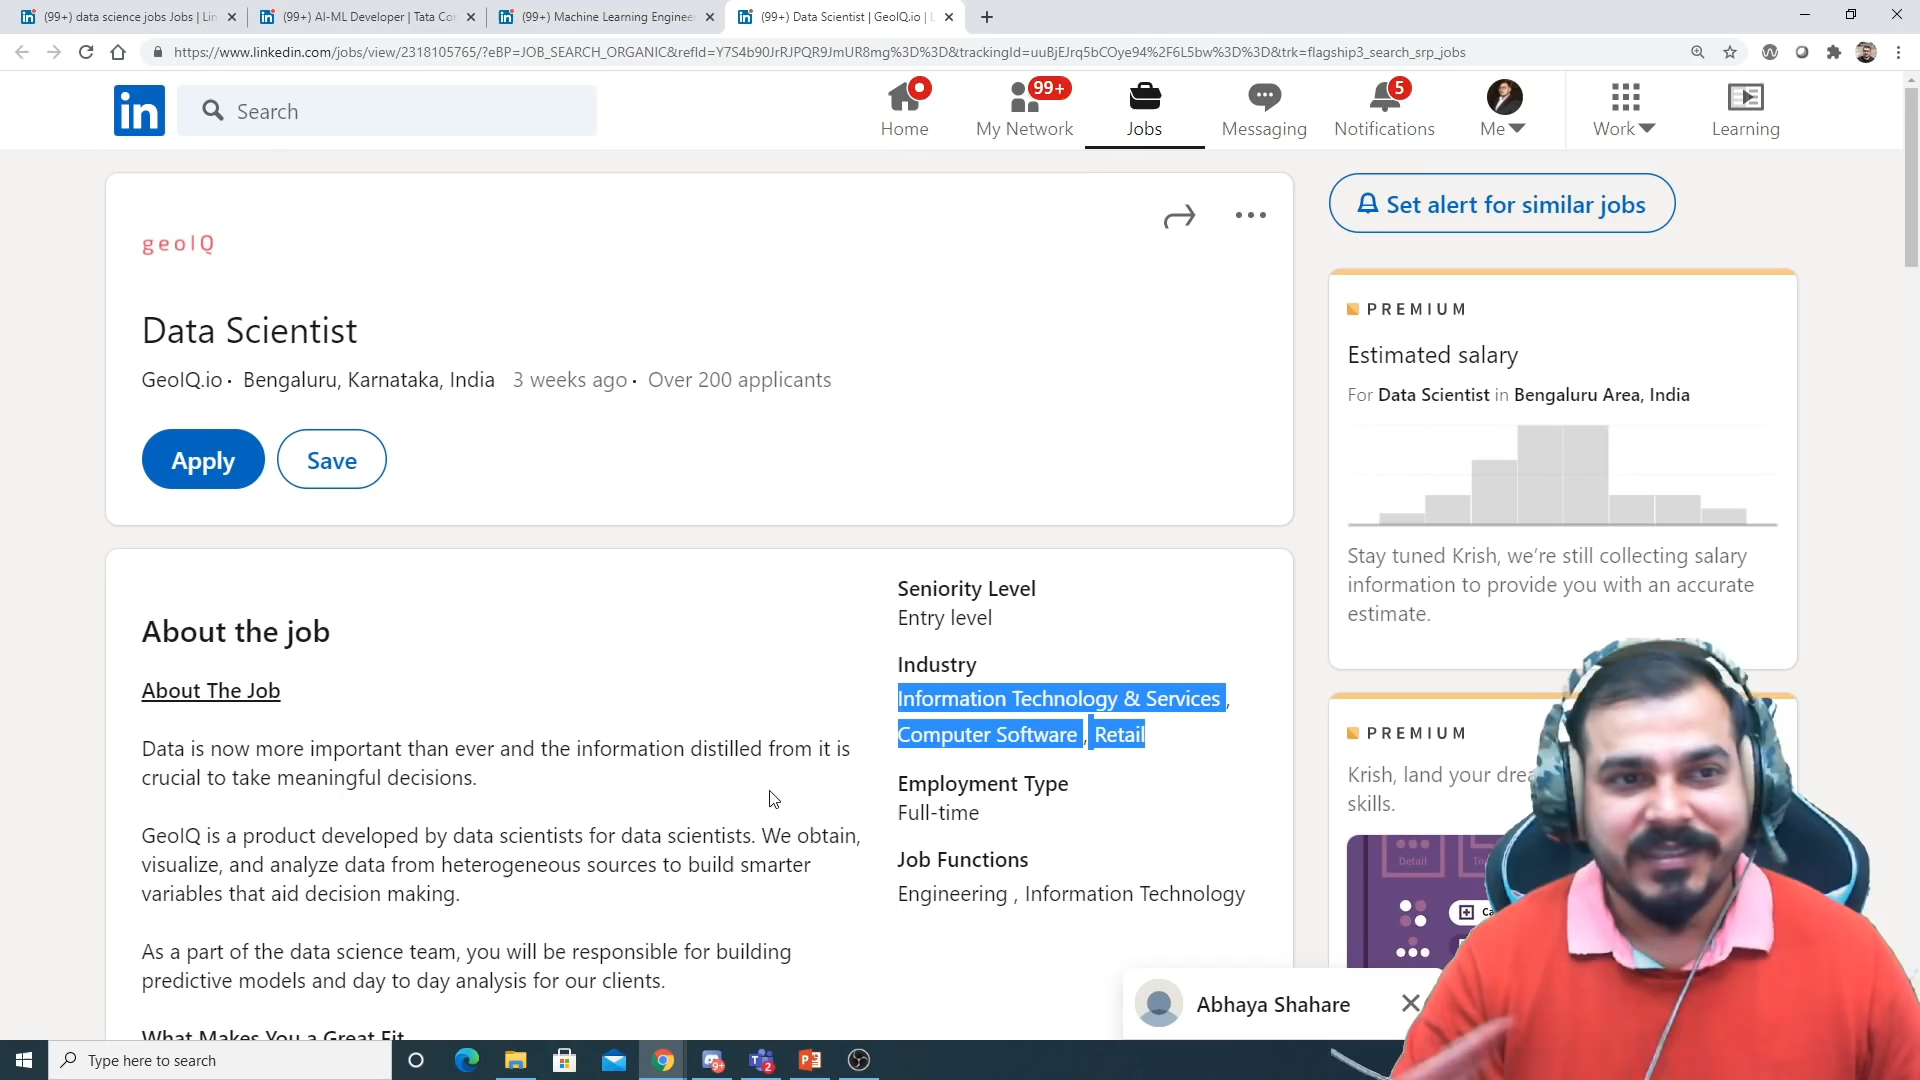 (99+) data science jobs Jobs | Lin
(99+) AI-ML Developer | Tata Co
(99+) Machine Learning Enginee
(99+) Data Scientist | GeoIQ.io | L
https://www.linkedin.com/jobs/view/2318105765/?eBP=JOB_SEARCH_ORGANIC&refId=Y7S4b90JrRJPQR9JmUR8mg%3D%3D&trackingId=uuBjEJrq5bCOye94%2F6L5bw%3D%3D&trk=flagship3_search_srp_jobs
in
Search
Home
99+
My Network
Jobs
Messaging
5
Notifications
Me
Work
Learning
geoIQ
Data Scientist
GeoIQ.io · Bengaluru, Karnataka, India 3 weeks ago · Over 200 applicants
Apply
Save
About the job
About The Job
Data is now more important than ever and the information distilled from it is
crucial to take meaningful decisions.
GeoIQ is a product developed by data scientists for data scientists. We obtain,
visualize, and analyze data from heterogeneous sources to build smarter
variables that aid decision making.
As a part of the data science team, you will be responsible for building
predictive models and day to day analysis for our clients.
What Makes You a Great Fit
Seniority Level
Entry level
Industry
Information Technology & Services ,
Computer Software , Retail
Employment Type
Full-time
Job Functions
Engineering , Information Technology
Set alert for similar jobs
PREMIUM
Estimated salary
For Data Scientist in Bengaluru Area, India
Stay tuned Krish, we're still collecting salary
information to provide you with an accurate
estimate.
PREMIUM
Krish, land your
skills.
Detail
Abhaya Shahare
Type here to search